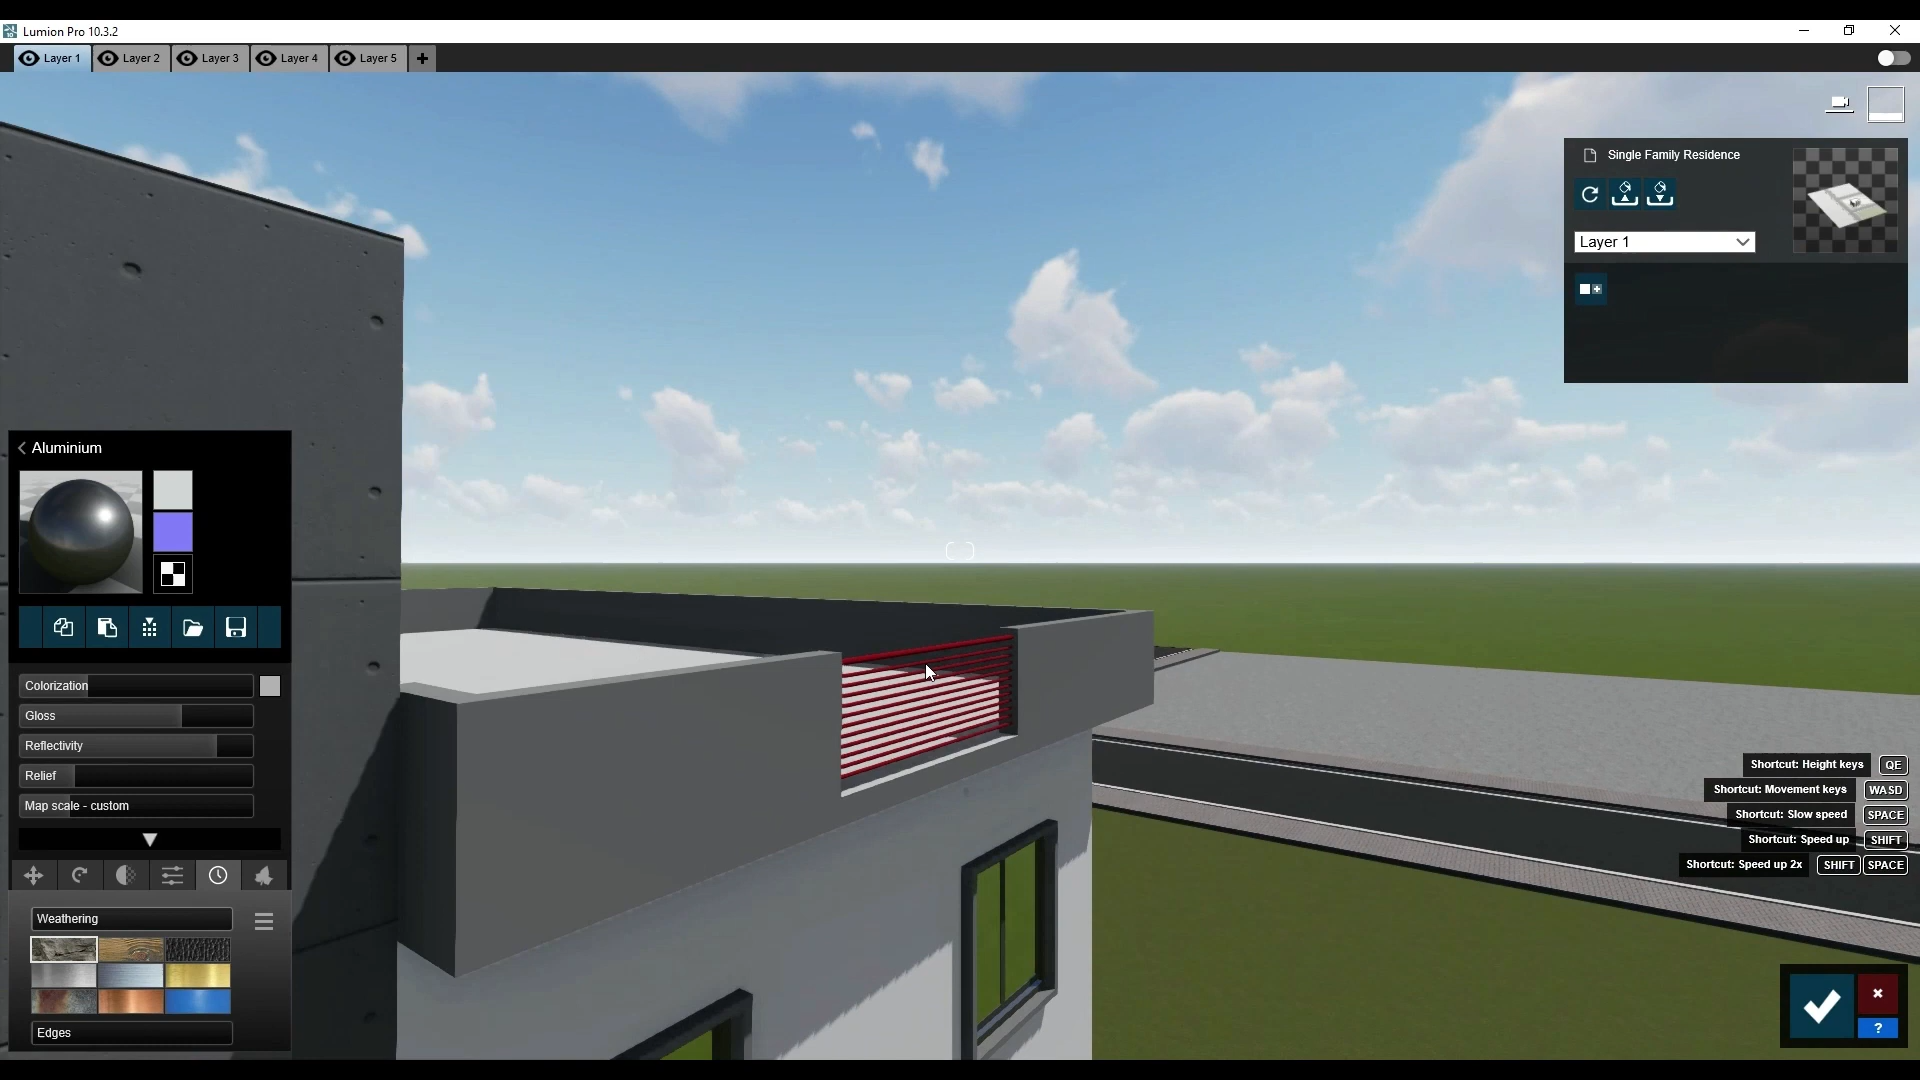 Lumion Pro 10.3.2
Layer 1
Layer 2
Layer 3
Layer 4
Layer 5
Single Family Residence
Layer 1
Aluminium
Colorization
Gloss
Reflectivity
Relief
Map scale - custom
Weathering
Edges
Shortcut: Height keys QE
Shortcut: Movement keys WASD
Shortcut: Slow speed SPACE
Shortcut: Speed up SHIFT
Shortcut: Speed up 2x SHIFT SPACE
?